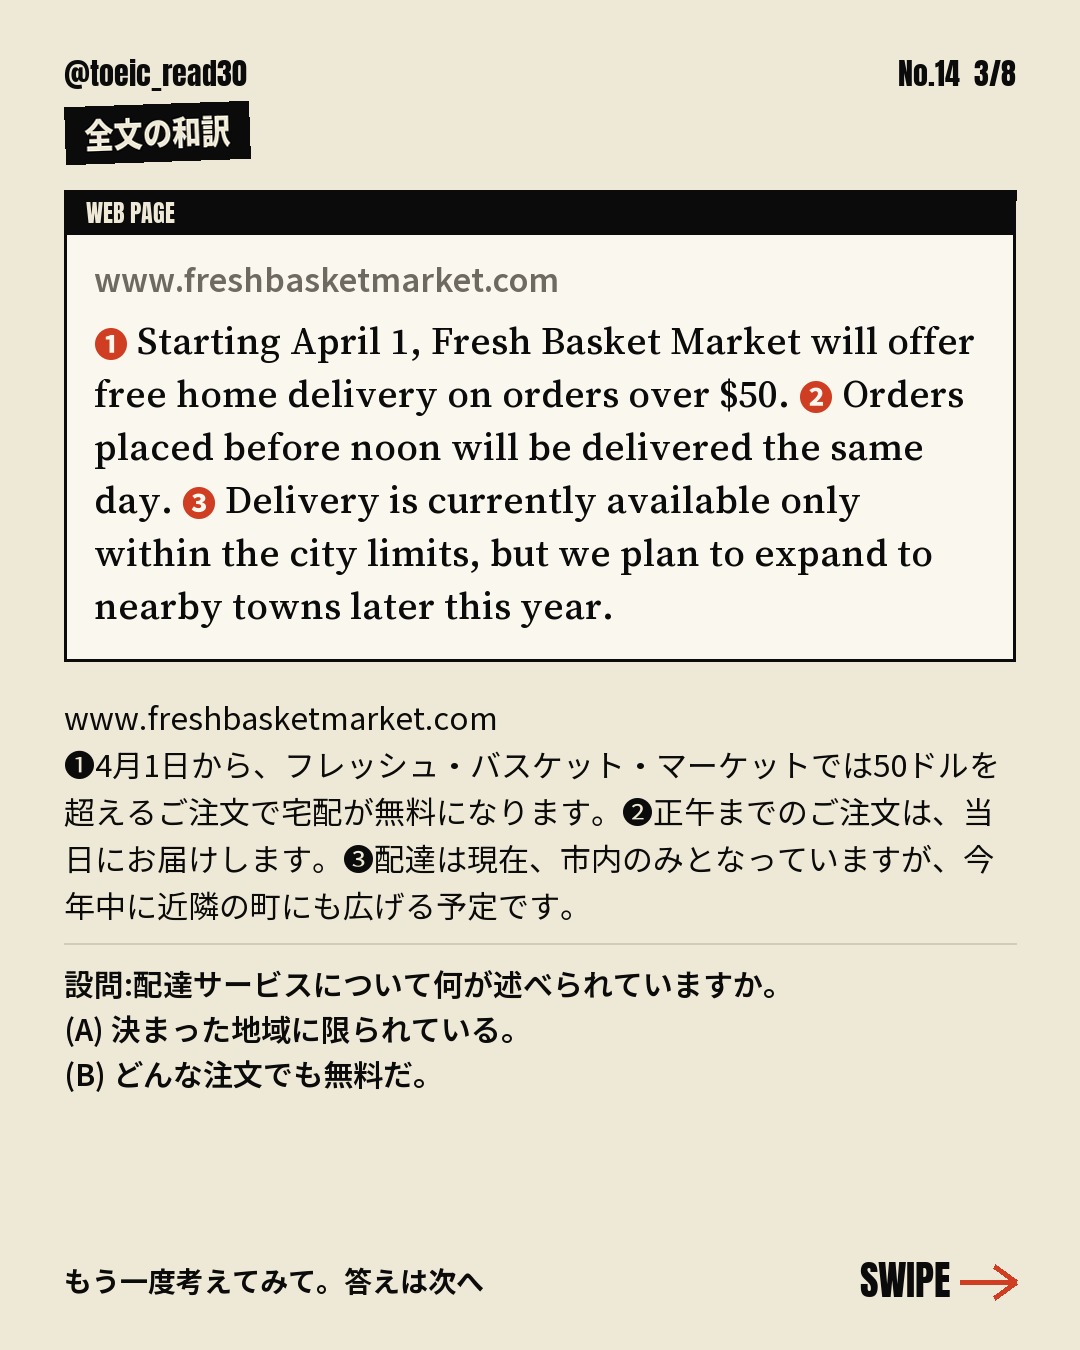 @toeic_read30
No.14 3/8
全文の和訳
WEB PAGE
www.freshbasketmarket.com
❶ Starting April 1, Fresh Basket Market will offer
free home delivery on orders over $50. ❷ Orders
placed before noon will be delivered the same
day. ❸ Delivery is currently available only
within the city limits, but we plan to expand to
nearby towns later this year.
www.freshbasketmarket.com
❶4月1日から、フレッシュ・バスケット・マーケットでは50ドルを
超えるご注文で宅配が無料になります。❷正午までのご注文は、当
日にお届けします。❸配達は現在、市内のみとなっていますが、今
年中に近隣の町にも広げる予定です。
設問:配達サービスについて何が述べられていますか。
(A) 決まった地域に限られている。
(B) どんな注文でも無料だ。
もう一度考えてみて。答えは次へ
SWIPE